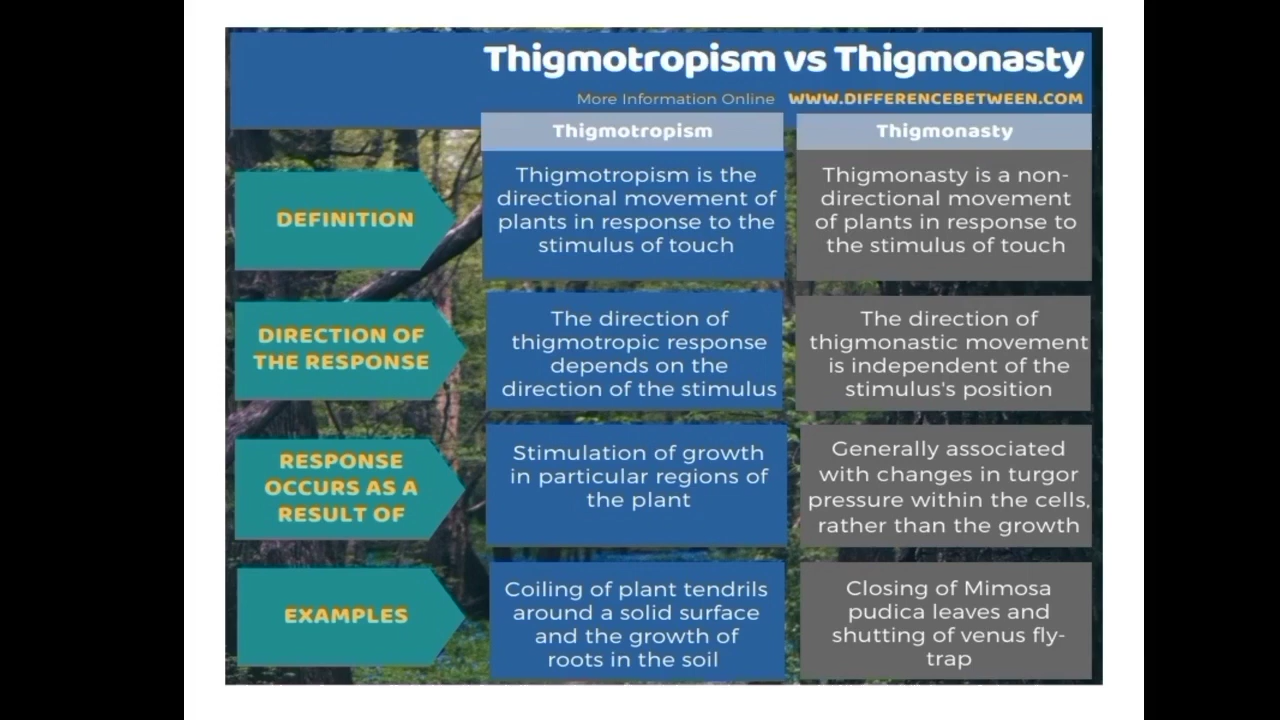 Thigmotropism vs Thigmonasty
More Information Online WWW.DIFFERENCEBETWEEN.COM
Thigmotropism
Thigmonasty
DEFINITION
Thigmotropism is the
directional movement of
plants in response to the
stimulus of touch
Thigmonasty is a non-
directional movement
of plants in response to
the stimulus of touch
DIRECTION OF
THE RESPONSE
The direction of
thigmotropic response
depends on the
direction of the stimulus
The direction of
thigmonastic movement
is independent of the
stimulus's position
RESPONSE
OCCURS AS A
RESULT OF
Stimulation of growth
in particular regions of
the plant
Generally associated
with changes in turgor
pressure within the cells,
rather than the growth
EXAMPLES
Coiling of plant tendrils
around a solid surface
and the growth of
roots in the soil
Closing of Mimosa
pudica leaves and
shutting of venus fly-
trap